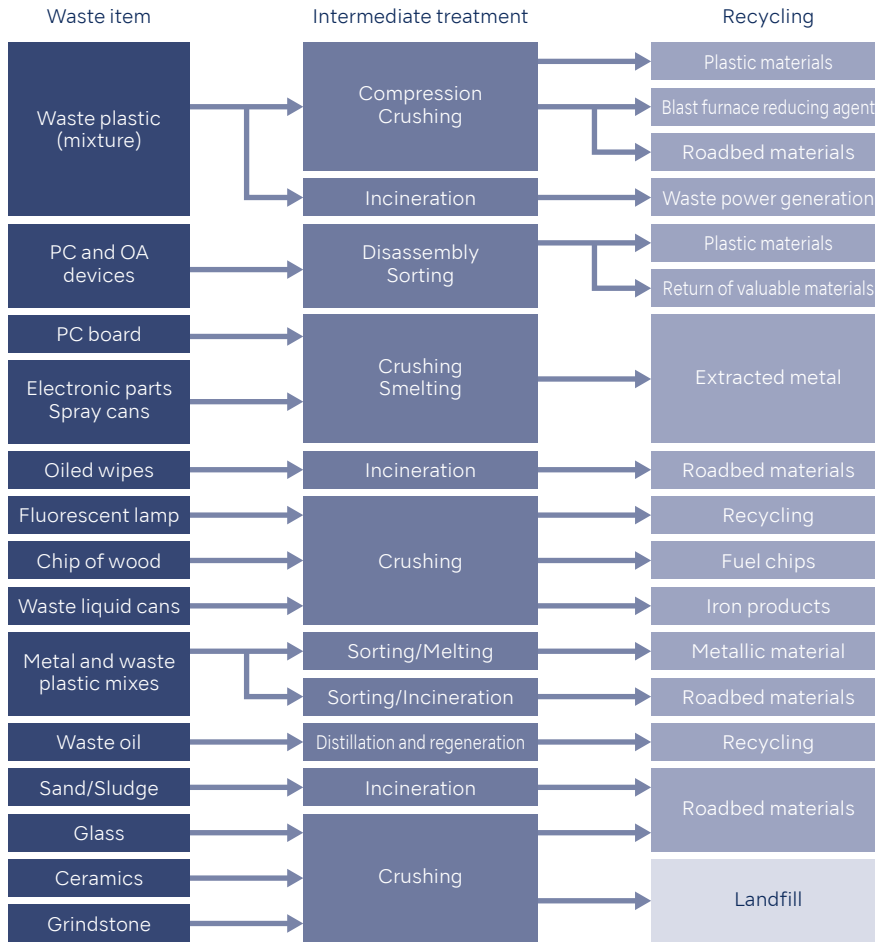 Waste item
Intermediate treatment
Recycling
Waste plastic
(mixture)
Compression
Crushing
Plastic materials
Blast furnace reducing agent
Roadbed materials
Incineration
Waste power generation
PC and OA
devices
Disassembly
Sorting
Plastic materials
Return of valuable materials
PC board
Electronic parts
Spray cans
Crushing
Smelting
Extracted metal
Oiled wipes
Incineration
Roadbed materials
Fluorescent lamp
Chip of wood
Waste liquid cans
Crushing
Recycling
Fuel chips
Iron products
Metal and waste
plastic mixes
Sorting/Melting
Metallic material
Sorting/Incineration
Roadbed materials
Waste oil
Distillation and regeneration
Recycling
Sand/Sludge
Incineration
Roadbed materials
Glass
Ceramics
Grindstone
Crushing
Landfill